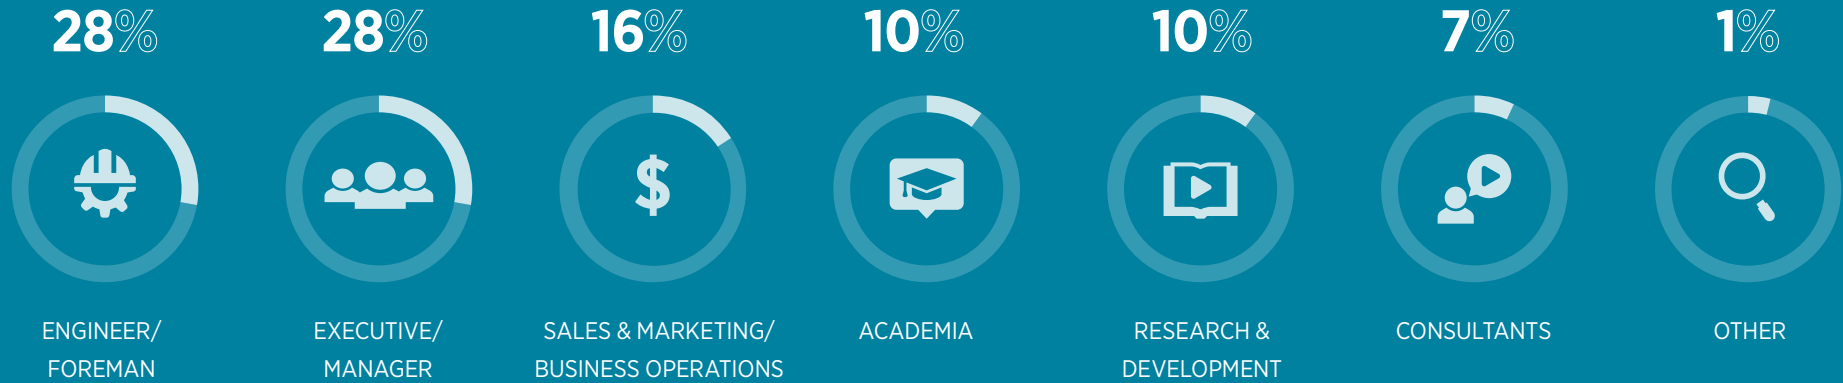 28%
28%
16%
10%
10%
7%
1%
ENGINEER/
FOREMAN
EXECUTIVE/
MANAGER
SALES & MARKETING/
BUSINESS OPERATIONS
ACADEMIA
RESEARCH &
DEVELOPMENT
CONSULTANTS
OTHER